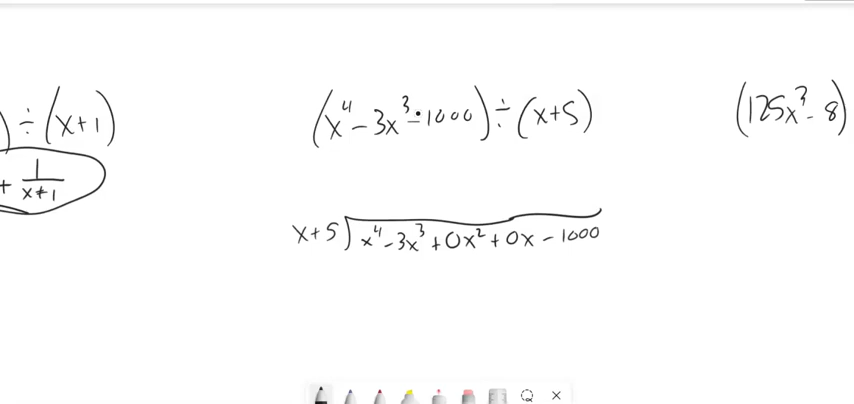 ) ÷ (x+1)
+ 1/(x+1)
(x⁴ - 3x³ - 1000) ÷ (x+5)
x+5 ) x⁴ - 3x³ + 0x² + 0x - 1000
(125x³ - 8)